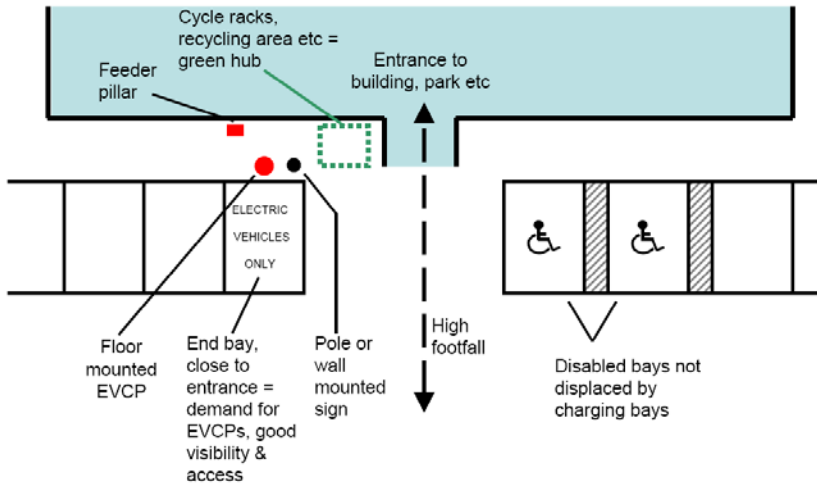 Cycle racks,
recycling area etc =
green hub
Entrance to
building, park etc
Feeder
pillar
ELECTRIC
VEHICLES
ONLY
Floor
mounted
EVCP
End bay,
close to
entrance =
demand for
EVCPs, good
visibility &
access
Pole or
wall
mounted
sign
High
footfall
Disabled bays not
displaced by
charging bays